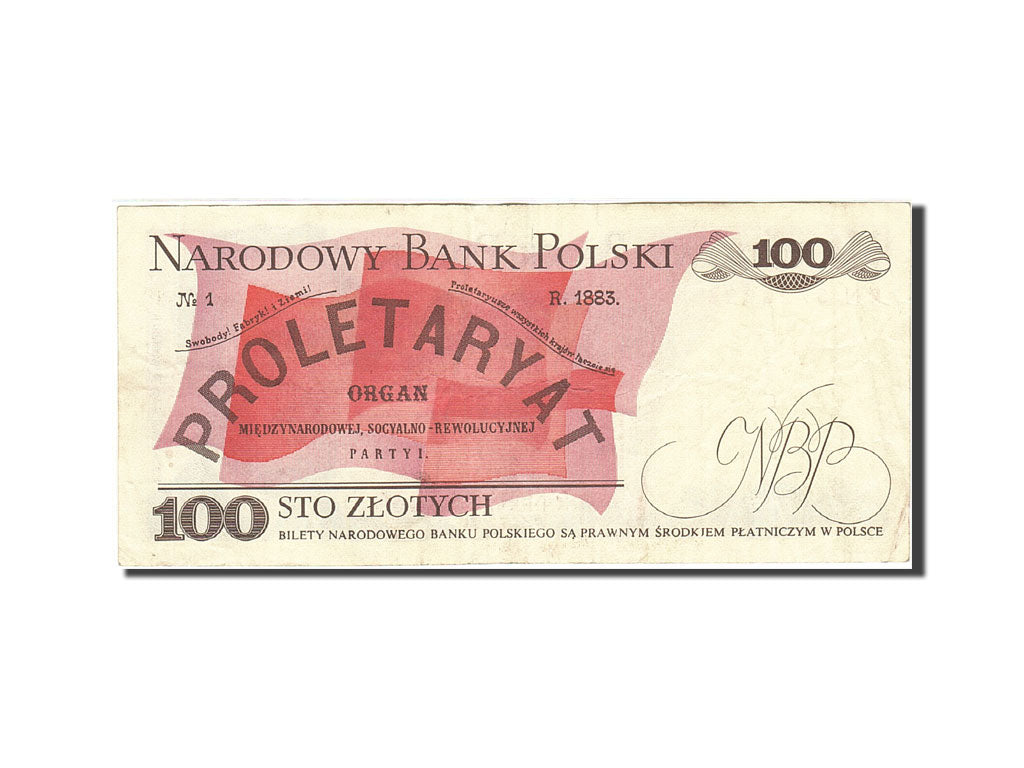 NARODOWY BANK POLSKI
100
№ 1
R. 1883.
Swobody! Fabryk! i Ziemi!
Proletaryusze wszystkich krajów łączcie się
PROLETARYAT
ORGAN
MIĘDZYNARODOWEJ, SOCYALNO-REWOLUCYJNEJ
PARTYI.
NBP
100 STO ZŁOTYCH
BILETY NARODOWEGO BANKU POLSKIEGO SĄ PRAWNYM ŚRODKIEM PŁATNICZYM W POLSCE